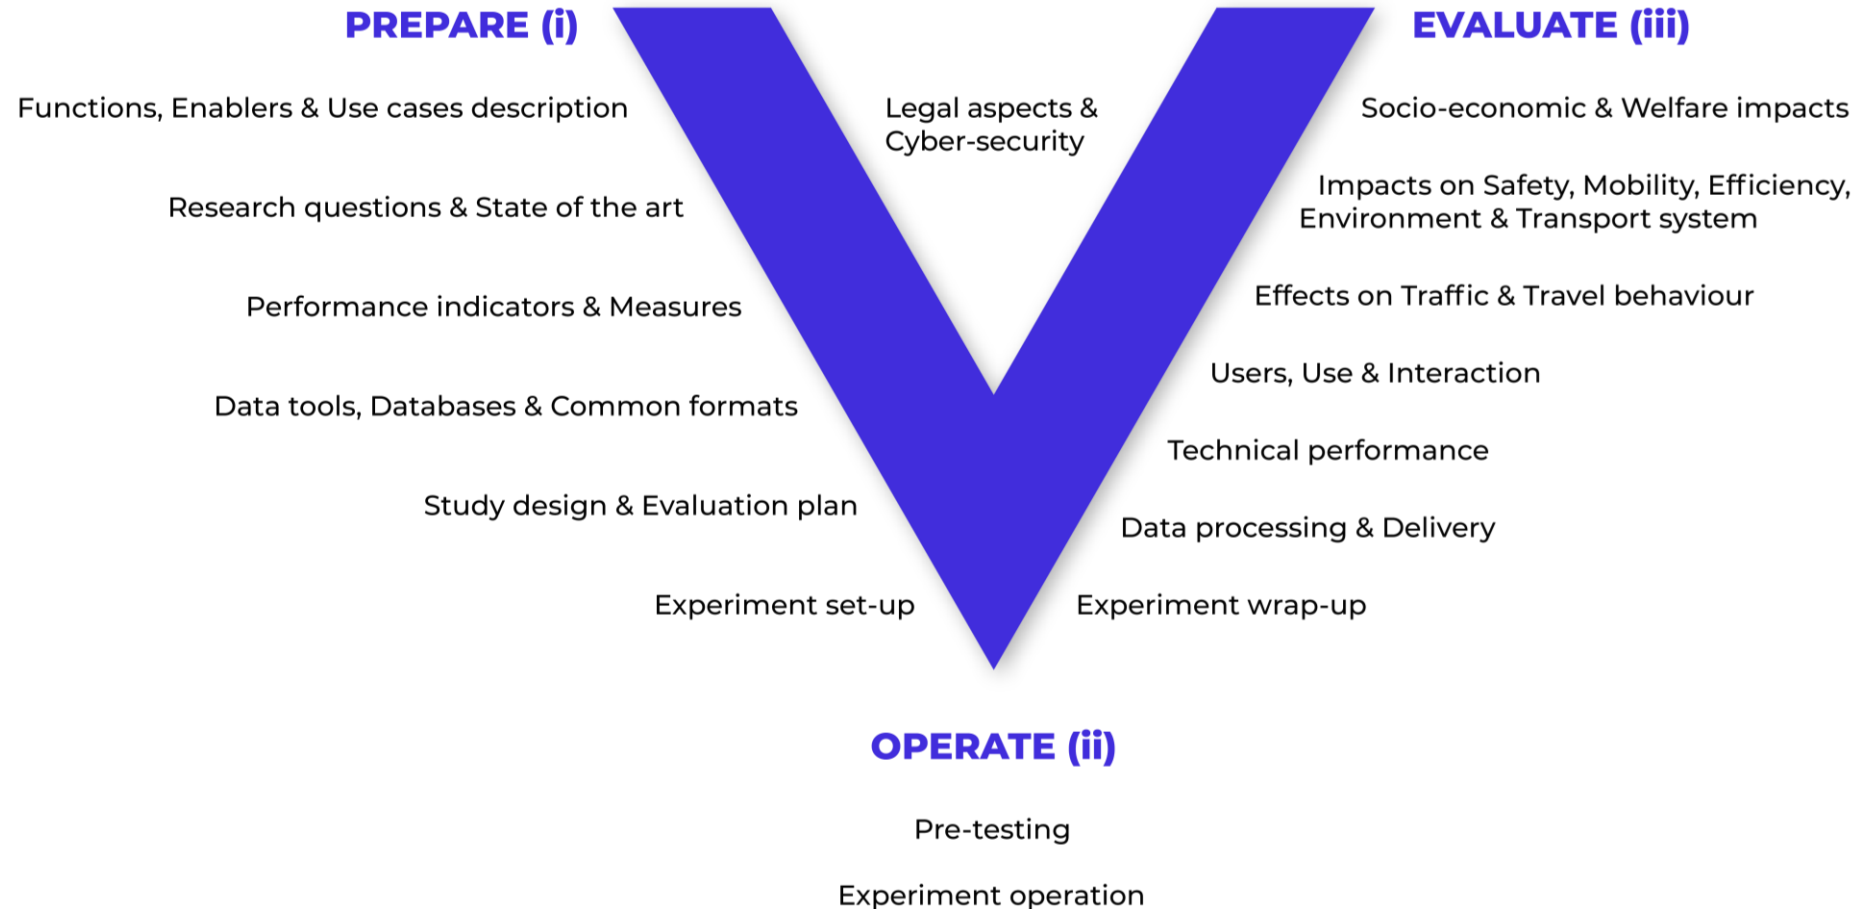 PREPARE (i)
Functions, Enablers & Use cases description
Research questions & State of the art
Performance indicators & Measures
Data tools, Databases & Common formats
Study design & Evaluation plan
Experiment set-up
Legal aspects &
Cyber-security
EVALUATE (iii)
Socio-economic & Welfare impacts
Impacts on Safety, Mobility, Efficiency,
Environment & Transport system
Effects on Traffic & Travel behaviour
Users, Use & Interaction
Technical performance
Data processing & Delivery
Experiment wrap-up
OPERATE (ii)
Pre-testing
Experiment operation